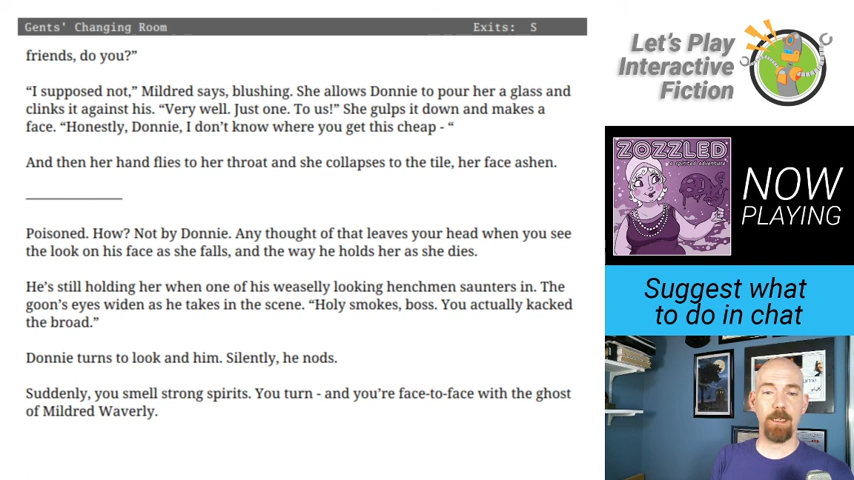 Gents' Changing Room Exits: S
friends, do you?”
“I supposed not,” Mildred says, blushing. She allows Donnie to pour her a glass and
clinks it against his. “Very well. Just one. To us!” She gulps it down and makes a
face. “Honestly, Donnie, I don’t know where you get this cheap - “
And then her hand flies to her throat and she collapses to the tile, her face ashen.
Poisoned. How? Not by Donnie. Any thought of that leaves your head when you see
the look on his face as she falls, and the way he holds her as she dies.
He’s still holding her when one of his weaselly looking henchmen saunters in. The
goon’s eyes widen as he takes in the scene. “Holy smokes, boss. You actually kacked
the broad.”
Donnie turns to look and him. Silently, he nods.
Suddenly, you smell strong spirits. You turn - and you’re face-to-face with the ghost
of Mildred Waverly.
Let’s Play
Interactive
Fiction
ZOZZLED
a spirited adventure
NOW
PLAYING
Suggest what
to do in chat